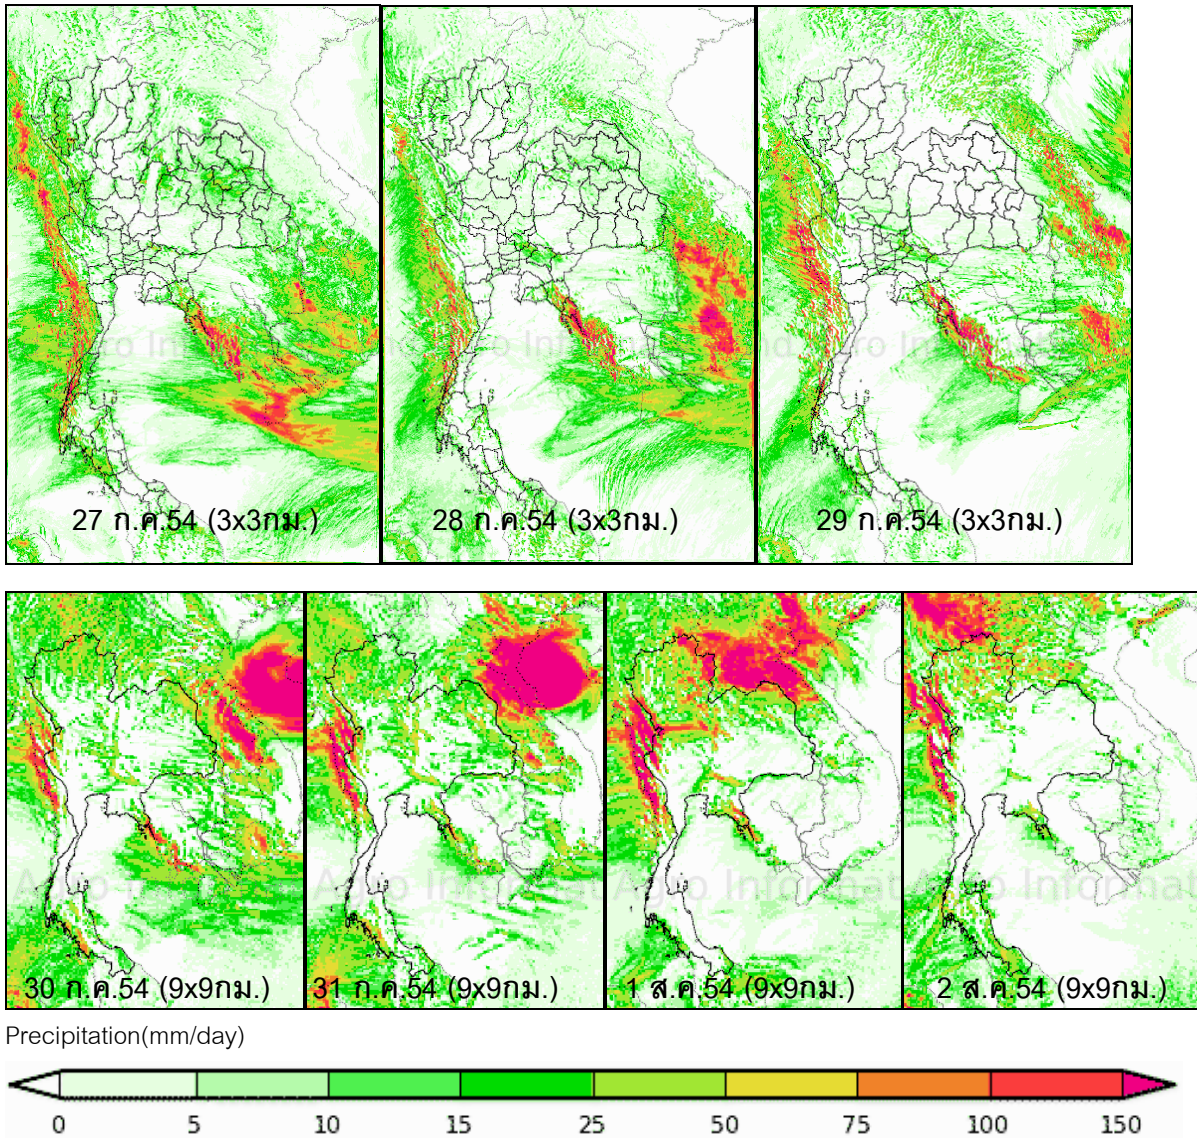 27 ก.ค.54 (3x3กม.)
28 ก.ค.54 (3x3กม.)
29 ก.ค.54 (3x3กม.)
30 ก.ค.54 (9x9กม.)
31 ก.ค.54 (9x9กม.)
1 ส.ค.54 (9x9กม.)
2 ส.ค.54 (9x9กม.)
Precipitation(mm/day)
0 5 10 15 25 50 75 100 150